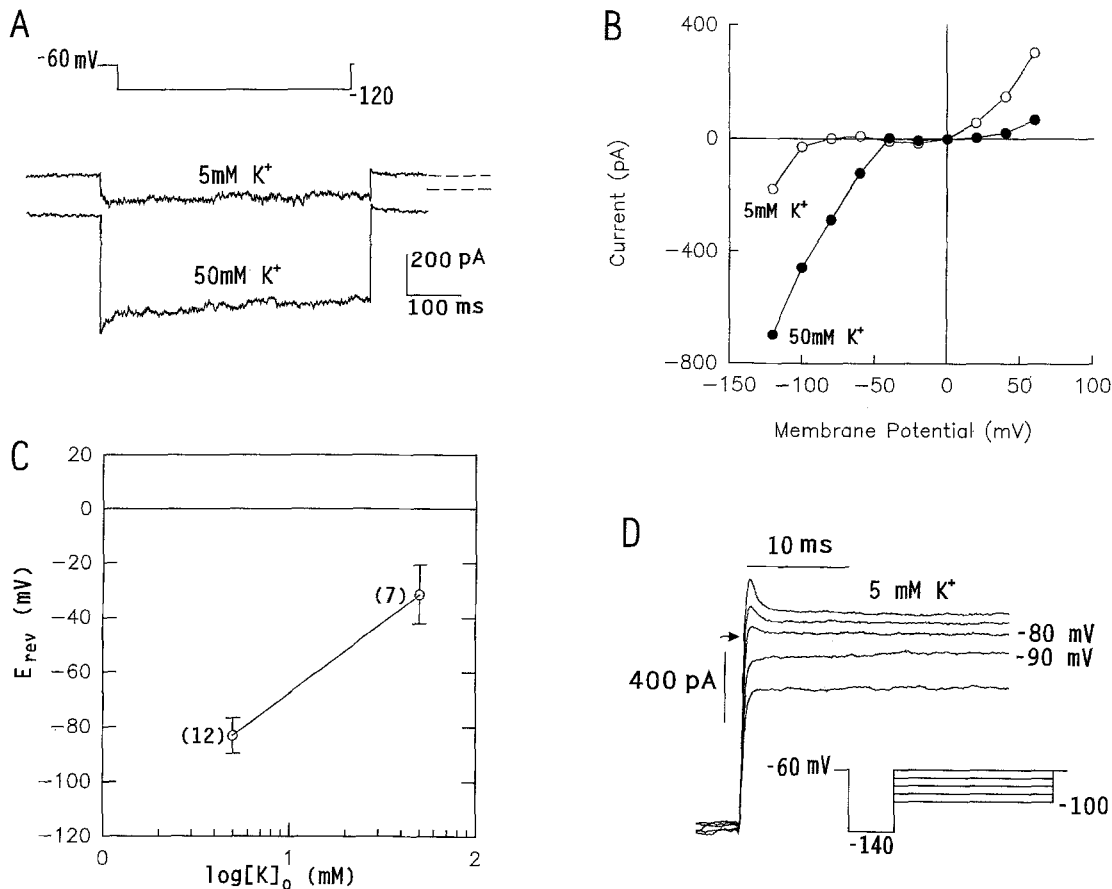 A
-60 mV
-120
5mM K⁺
50mM K⁺
200 pA
100 ms
B
400
0
-400
-800
Current (pA)
5mM K⁺
50mM K⁺
-150 -100 -50 0 50 100
Membrane Potential (mV)
C
20
0
-20
-40
-60
-80
-100
-120
E_rev (mV)
(7)
(12)
0 1 2
log[K]₀ (mM)
D
10 ms
5 mM K⁺
-80 mV
-90 mV
400 pA
-60 mV
-100
-140